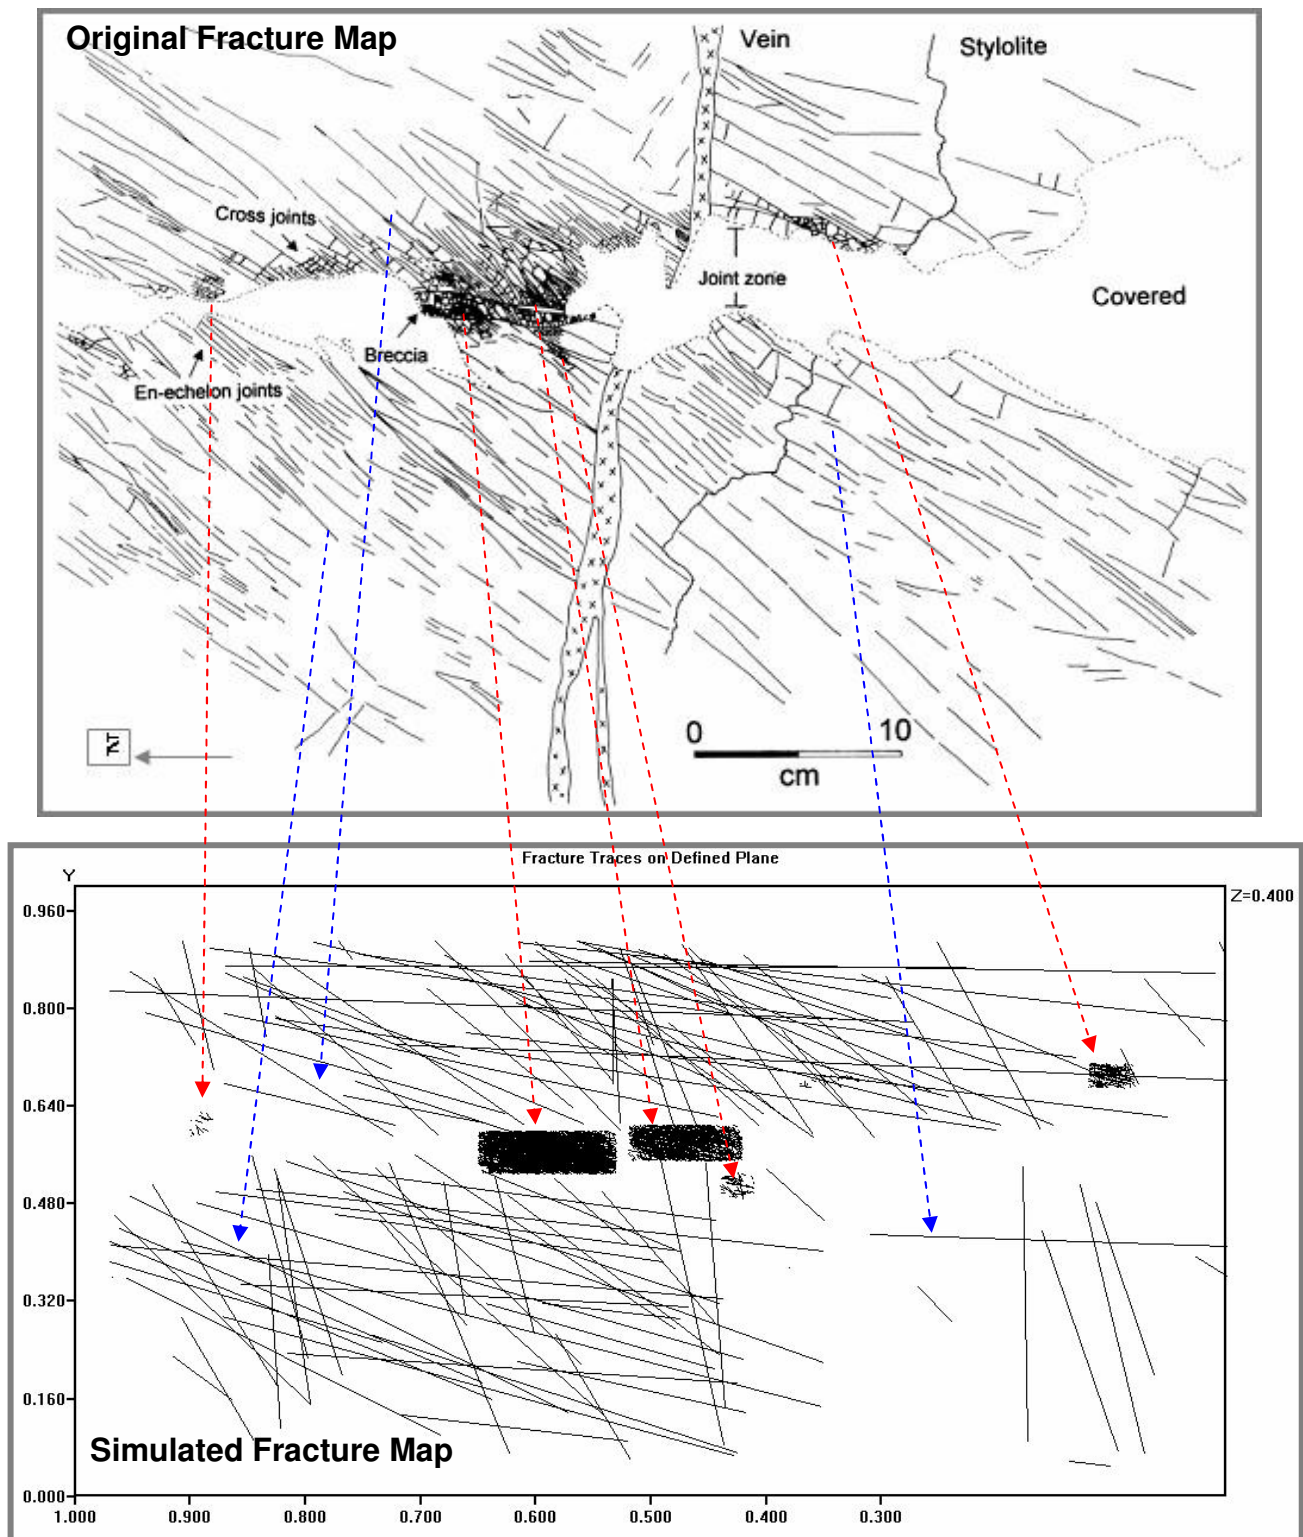 Original Fracture Map
Vein
Stylolite
Cross joints
Joint zone
Covered
Breccia
En-echelon joints
0 10
cm
Fracture Traces on Defined Plane
Y
Z=0.400
0.960
0.800
0.640
0.480
0.320
0.160
0.000
Simulated Fracture Map
1.000 0.900 0.800 0.700 0.600 0.500 0.400 0.300